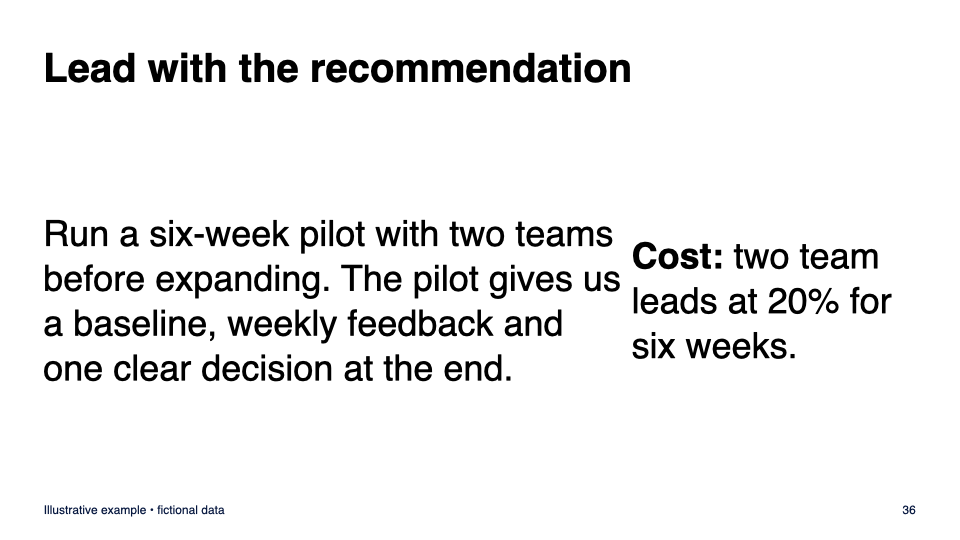 Lead with the recommendation
Run a six-week pilot with two teams
before expanding. The pilot gives us
a baseline, weekly feedback and
one clear decision at the end.
Cost: two team
leads at 20% for
six weeks.
Illustrative example • fictional data
36